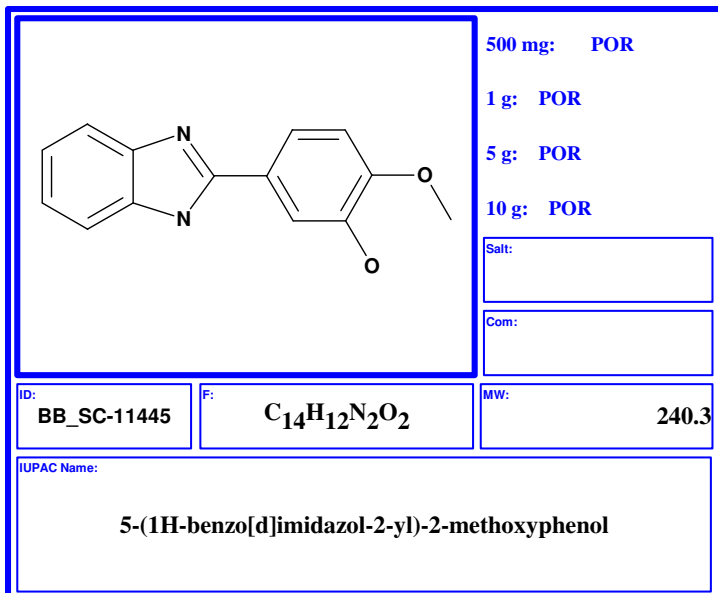 500 mg: POR
1 g: POR
5 g: POR
10 g: POR
N
N
O
O
Salt:
Com:
ID:
BB_SC-11445
F:
C14H12N2O2
MW:
240.3
IUPAC Name:
5-(1H-benzo[d]imidazol-2-yl)-2-methoxyphenol